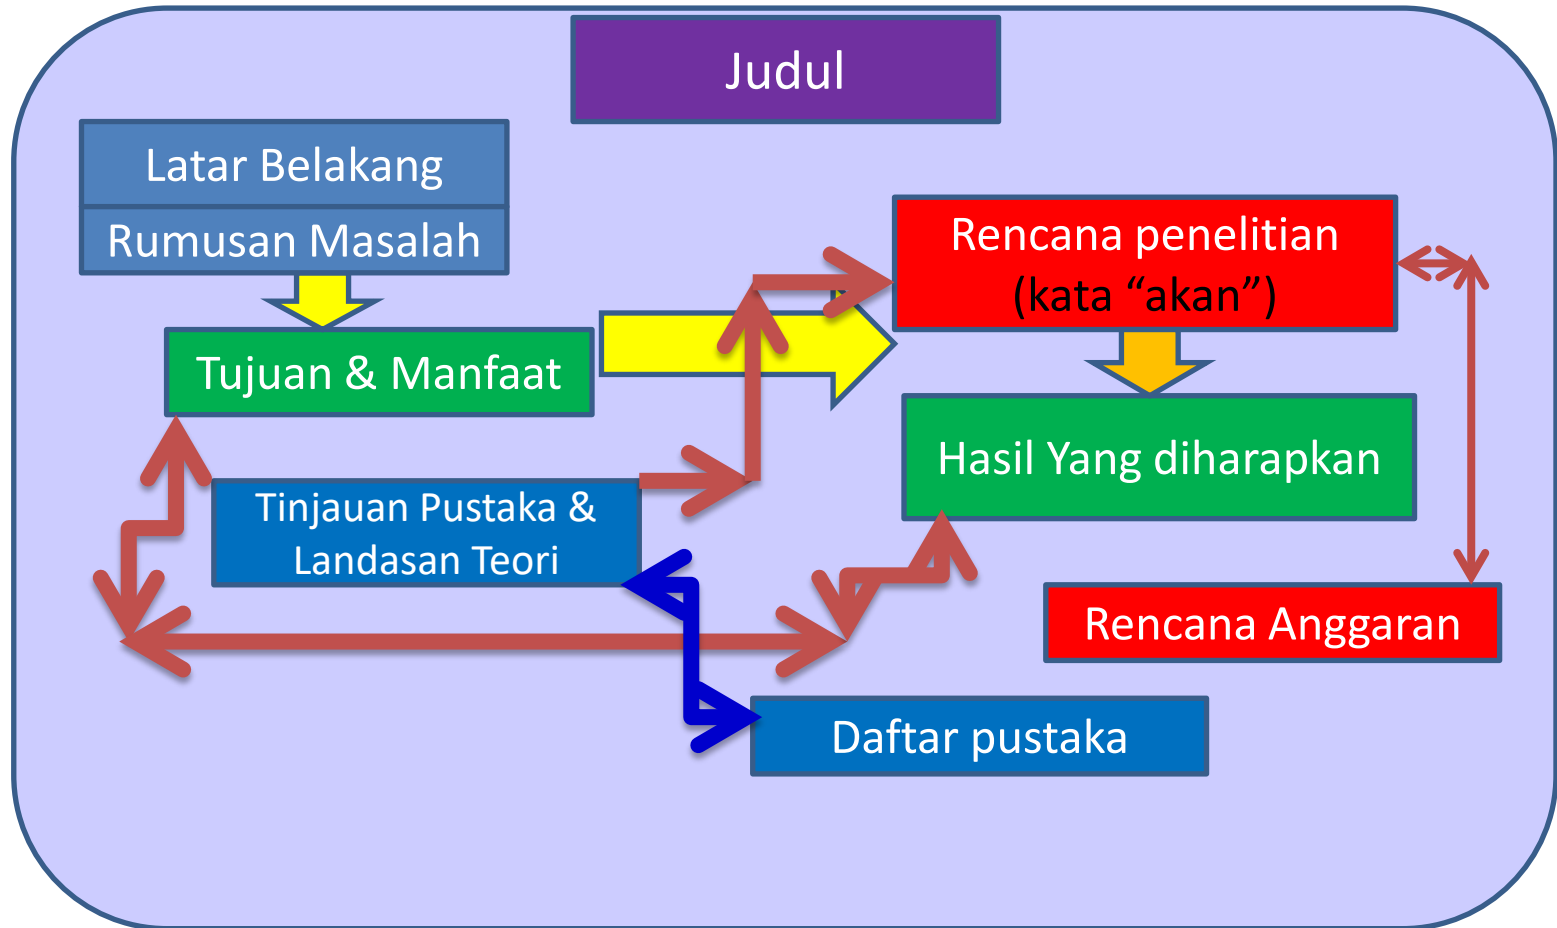 Judul
Latar Belakang
Rumusan Masalah
Tujuan & Manfaat
Tinjauan Pustaka &
Landasan Teori
Rencana penelitian
(kata “akan”)
Hasil Yang diharapkan
Rencana Anggaran
Daftar pustaka